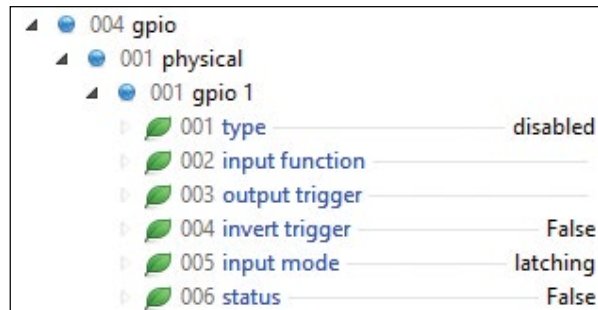 004 gpio
001 physical
001 gpio 1
001 type disabled
002 input function
003 output trigger
004 invert trigger False
005 input mode latching
006 status False